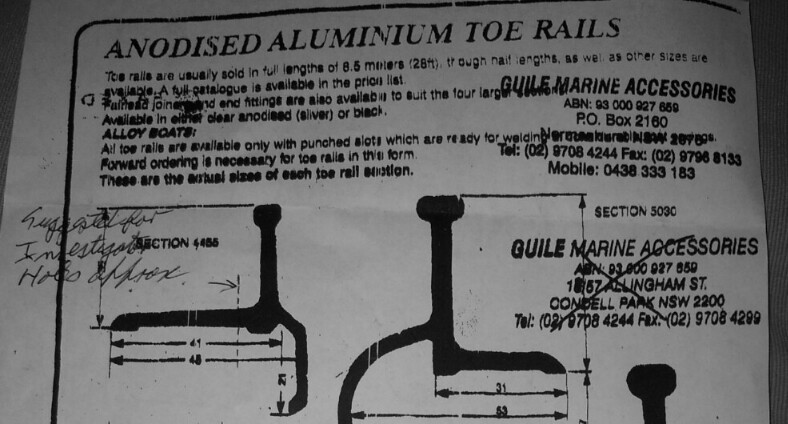 ANODISED ALUMINIUM TOE RAILS
Toe rails are usually sold in full lengths of 8.5 meters (28ft), though half lengths, as well as other sizes are
available. A full catalogue is available in the price list.
GUILE MARINE ACCESSORIES
and end fittings are also available to suit the four larger
ABN: 93 000 927 659
Available in either clear anodised (sliver) or black.
P.O. Box 2160
ALLOY BOATS:
All toe rails are available only with punched slots which are ready for welding
NSW
Forward ordering is necessary for toe rails in this form.
Tel: (02) 9708 4244 Fax: (02) 9796 8133
These are the actual sizes of each toe rail section.
Mobile: 0438 333 183
SECTION 5030
Suggested for
Investigator
Holes approx.
SECTION 4455
GUILE MARINE ACCESSORIES
ABN: 93 000 927 659
ALLINGHAM ST.
CONDELL PARK NSW 2200
Tel: (02) 9708 4244 Fax: (02) 9708 4299
41
48
31
53